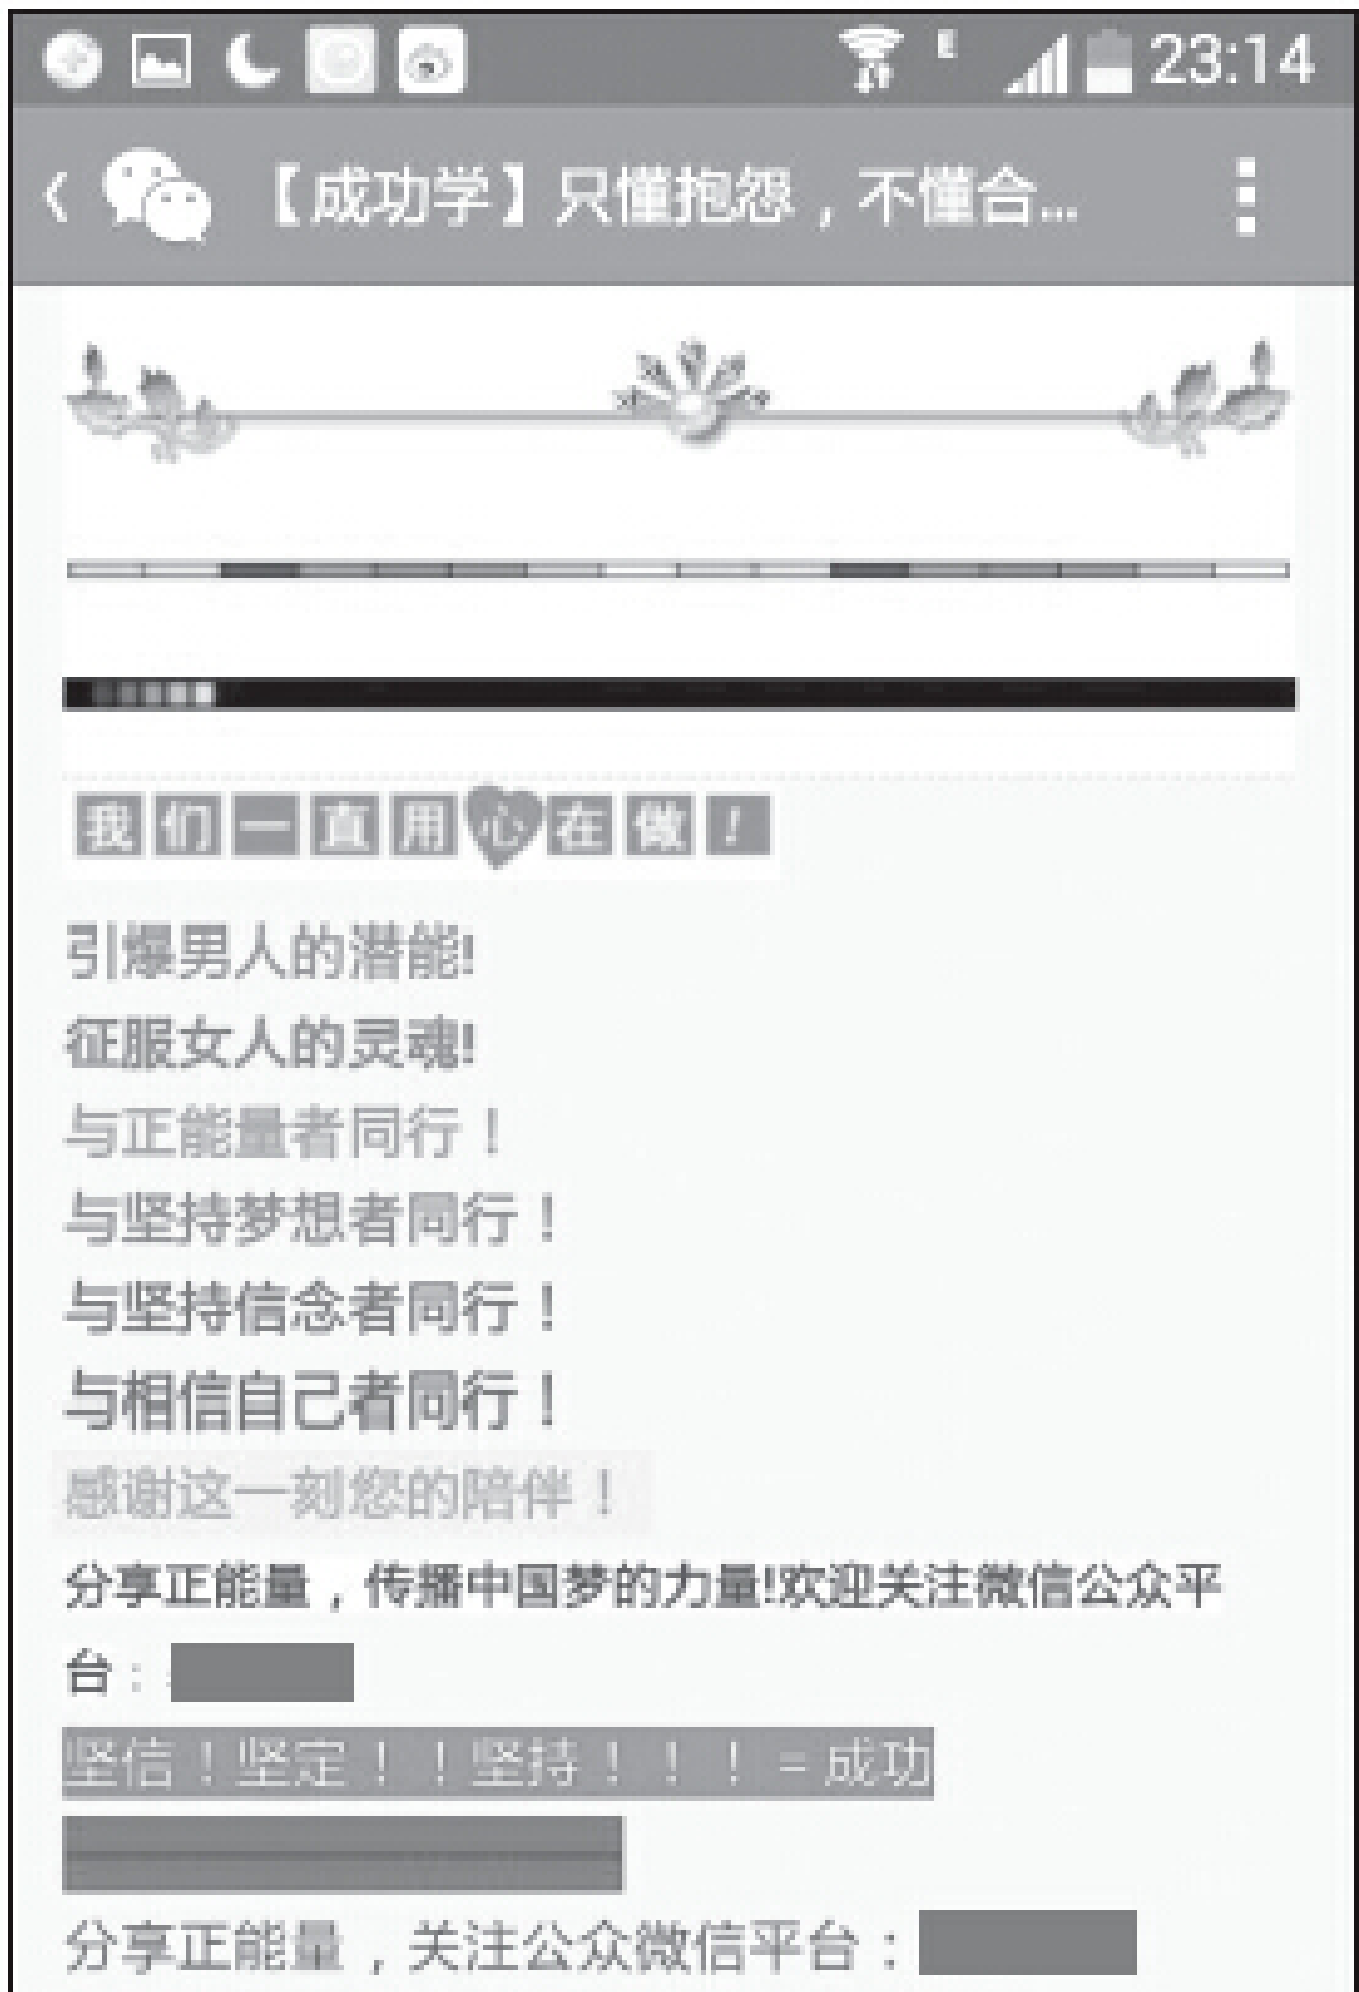 E 23:14
【成功学】只懂抱怨，不懂合...
我们一直用心在做！
引爆男人的潜能!
征服女人的灵魂!
与正能量者同行！
与坚持梦想者同行！
与坚持信念者同行！
与相信自己者同行！
感谢这一刻您的陪伴！
分享正能量，传播中国梦的力量!欢迎关注微信公众平
台：
坚信！坚定！！坚持！！！=成功
分享正能量，关注公众微信平台：